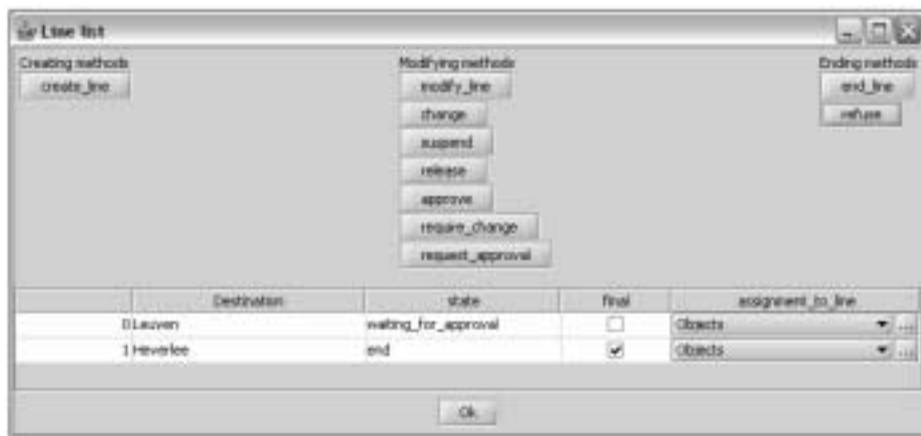 Line list
Creating methods
create_line
Modifying methods
modify_line
change
suspend
release
approve
require_change
request_approval
Ending methods
end_line
refuse
Destination state final assignment_to_line
0 Leuven waiting_for_approval Objects ...
1 Heverlee end Objects ...
Ok